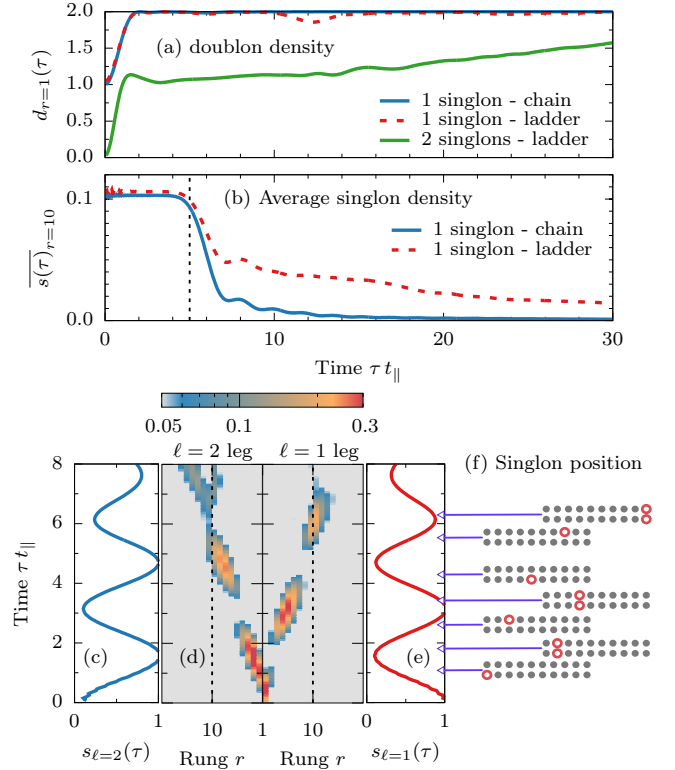 2.0
1.5
1.0
0.5
0.0
d_{r=1}(τ)
(a) doublon density
1 singlon - chain
1 singlon - ladder
2 singlons - ladder
0.1
0.0
\overline{s(τ)}_{r=10}
(b) Average singlon density
1 singlon - chain
1 singlon - ladder
0 10 20 30
Time τ t_∥
0.05 0.1 0.3
ℓ = 2 leg ℓ = 1 leg
(f) Singlon position
8
6
4
2
0
Time τ t_∥
(c) (d) (e)
0 1 10 1 10 0 1
s_{ℓ=2}(τ) Rung r Rung r s_{ℓ=1}(τ)